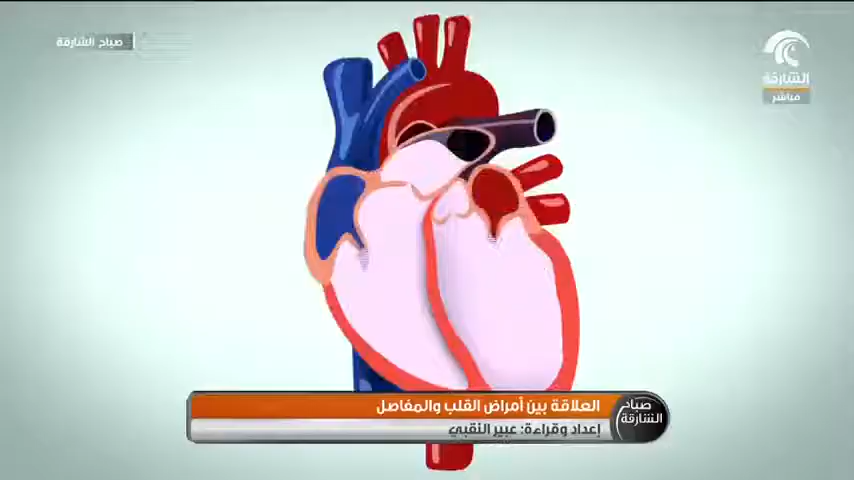 صباح الشارقة
الشارقة
مباشر
العلاقة بين أمراض القلب والمفاصل
إعداد وقراءة: عبير النقبي
صباح
الشارقة